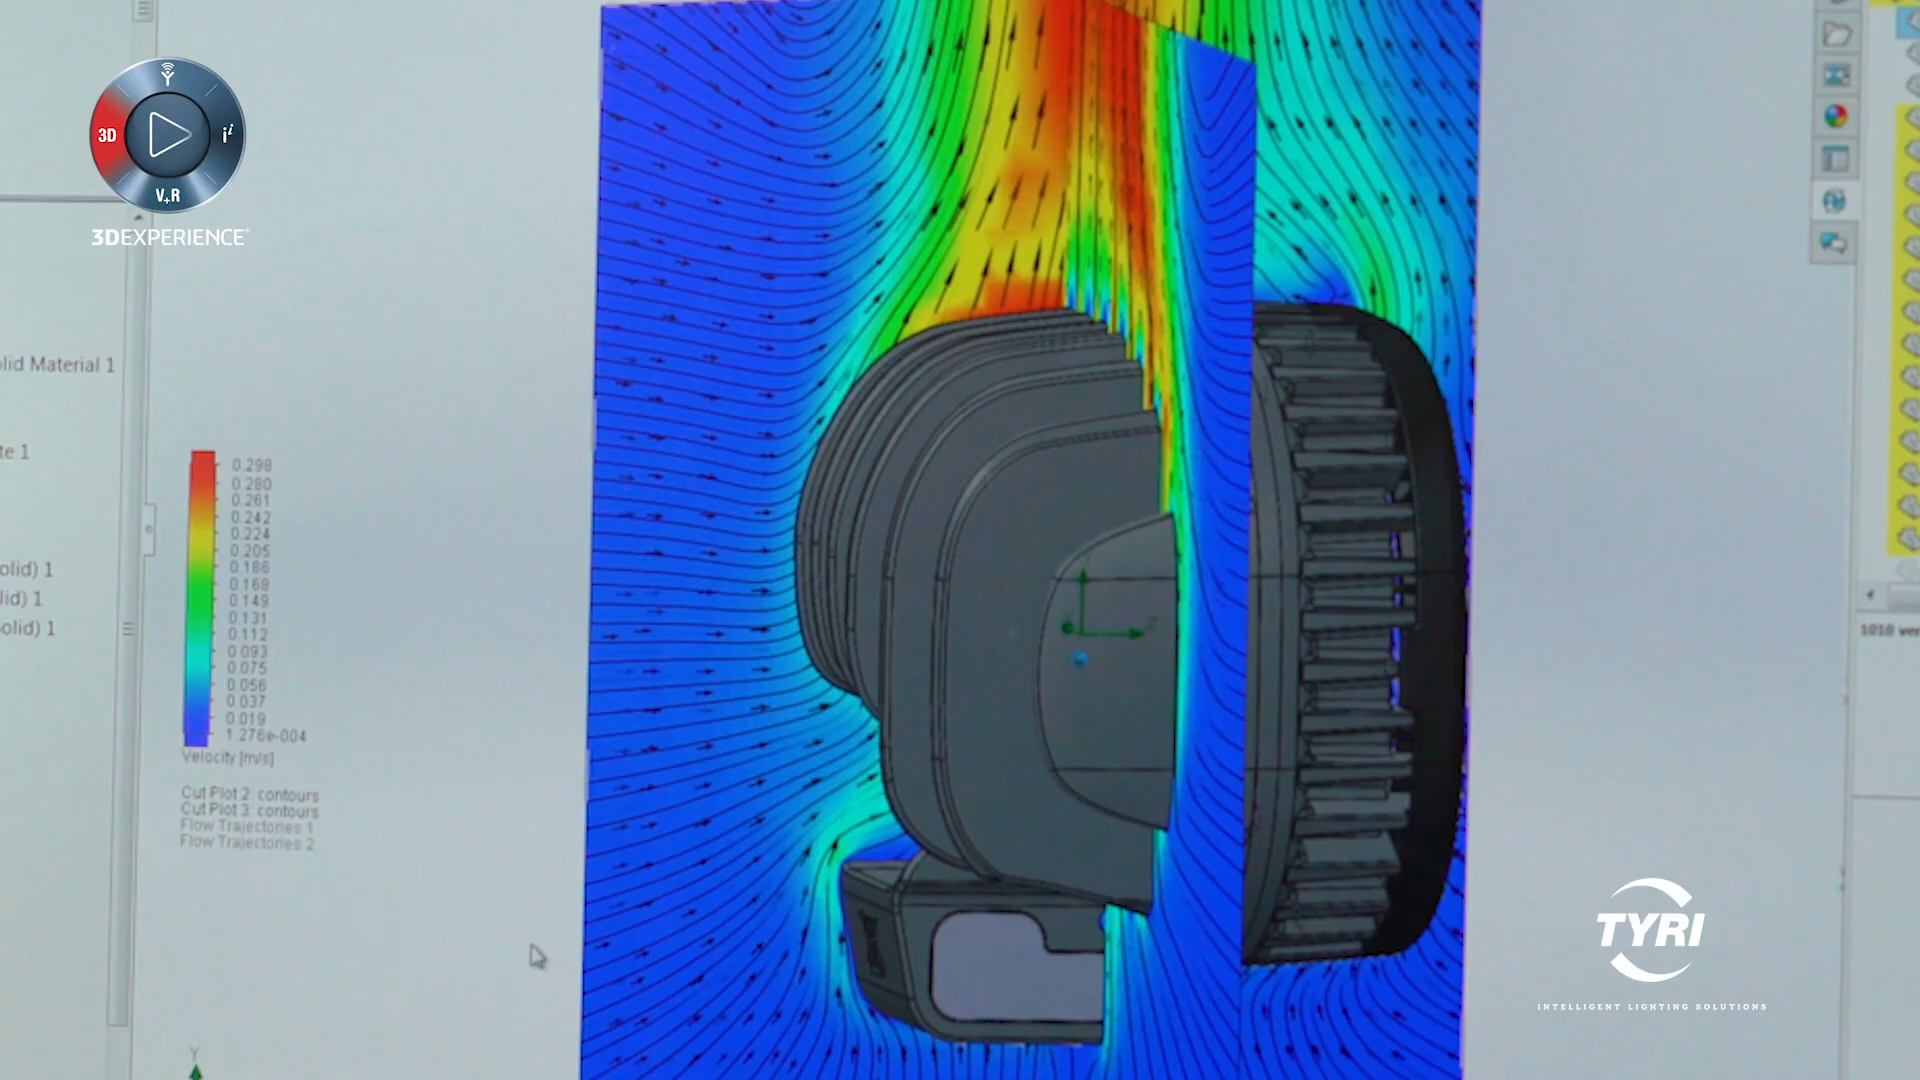 3D
i
V+R
3DEXPERIENCE
olid Material 1
te 1
olid) 1
lid) 1
olid) 1
0.298
0.280
0.261
0.242
0.224
0.205
0.186
0.168
0.149
0.131
0.112
0.093
0.075
0.056
0.037
0.019
1.276e-004
Velocity [m/s]
Cut Plot 2: contours
Cut Plot 3: contours
Flow Trajectories 1
Flow Trajectories 2
Y
1010 ver
TYRI
INTELLIGENT LIGHTING SOLUTIONS